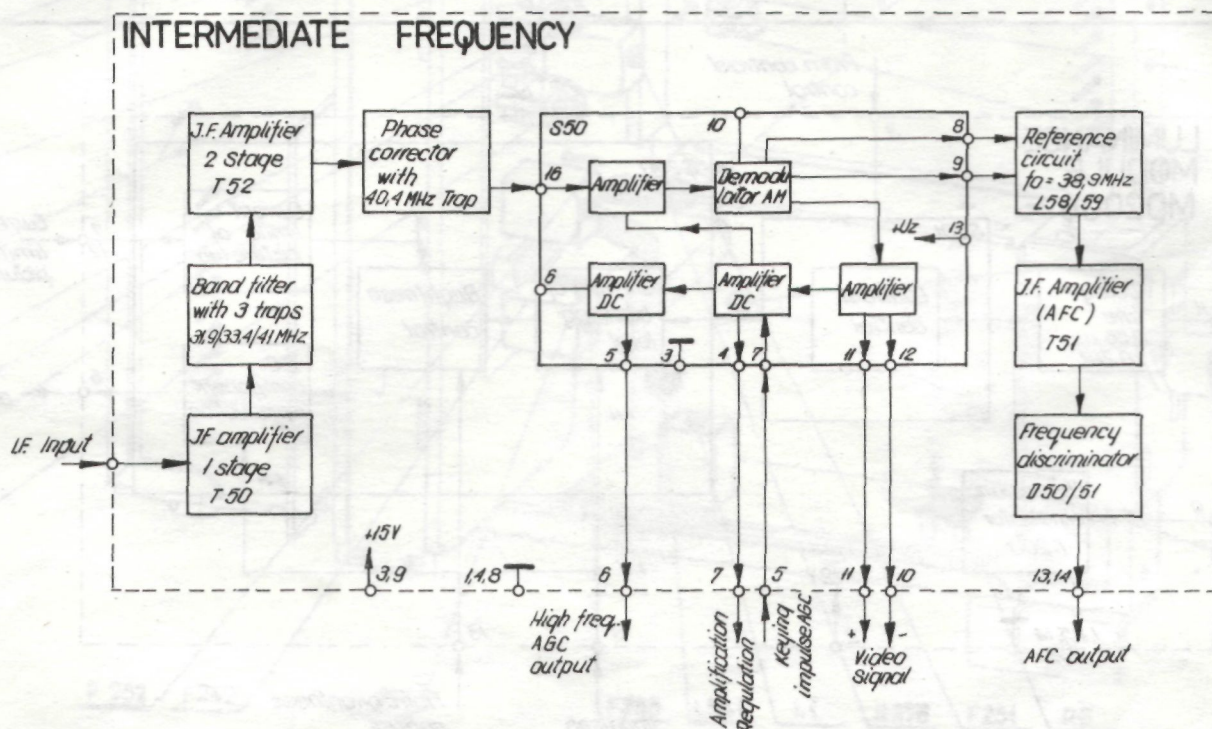 INTERMEDIATE FREQUENCY
J.F. Amplifier
2 Stage
T52
Phase
corrector
with
40,4 MHz Trap
S50
10
16
Amplifier
Demodu
lator AM
8
9
Reference
circuit
fo = 38,9 MHz
L58/59
+Uz
13
Band filter
with 3 traps
31,9/33,4/41 MHz
6
Amplifier
DC
Amplifier
DC
Amplifier
J.F. Amplifier
(AFC)
T51
5
3
4
7
11
12
I.F. Input
JF amplifier
1 stage
T50
Frequency
discriminator
D50/51
+15V
3,9
1,4,8
6
7
5
11
10
13,14
High freq.
AGC
output
Amplification
Regulation
Keying
impulse AGC
+
-
Video
Signal
AFC output